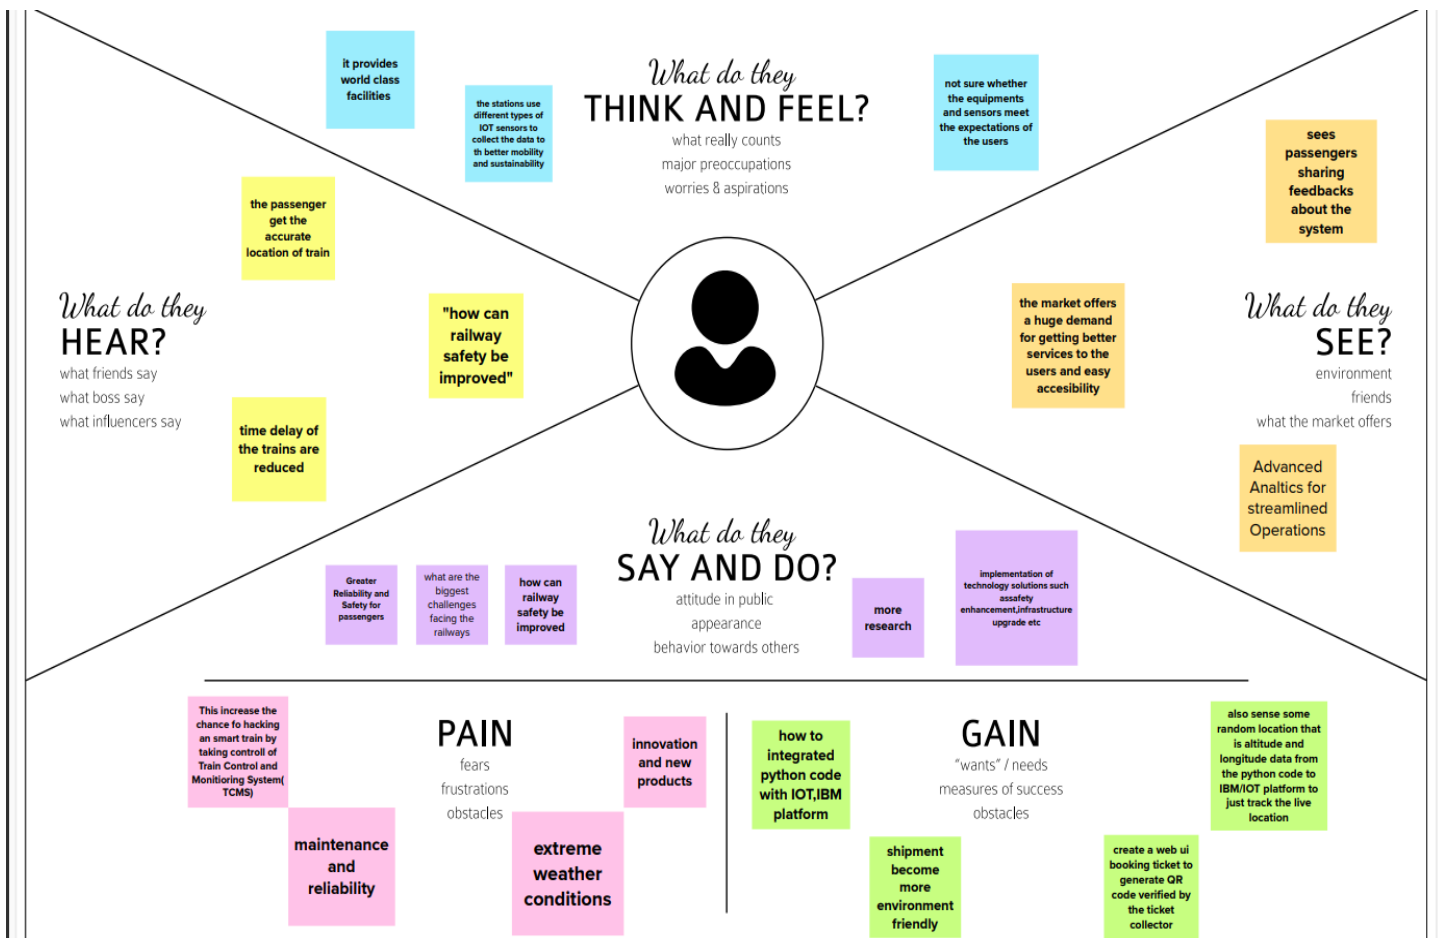 it provides
world class
facilities
the stations use
different types of
IOT sensors to
collect the data to
th better mobility
and sustainability
What do they
THINK AND FEEL?
what really counts
major preoccupations
worries & aspirations
not sure whether
the equipments
and sensors meet
the expectations of
the users
the passenger
get the
accurate
location of train
"how can
railway
safety be
improved"
What do they
HEAR?
what friends say
what boss say
what influencers say
time delay of
the trains are
reduced
sees
passengers
sharing
feedbacks
about the
system
the market offers
a huge demand
for getting better
services to the
users and easy
accesibility
What do they
SEE?
environment
friends
what the market offers
Advanced
Analtics for
streamlined
Operations
What do they
SAY AND DO?
attitude in public
appearance
behavior towards others
Greater
Reliability and
Safety for
passengers
what are the
biggest
challenges
facing the
railways
how can
railway
safety be
improved
more
research
implementation of
technology solutions such
assafety
enhancement,infrastructure
upgrade etc
This increase the
chance fo hacking
an smart train by
taking controll of
Train Control and
Monitioring System(
TCMS)
maintenance
and
reliability
PAIN
fears
frustrations
obstacles
extreme
weather
conditions
innovation
and new
products
how to
integrated
python code
with IOT,IBM
platform
shipment
become
more
environment
friendly
GAIN
"wants" / needs
measures of success
obstacles
create a web ui
booking ticket to
generate QR
code verified by
the ticket
collector
also sense some
random location that
is altitude and
longitude data from
the python code to
IBM/IOT platform to
just track the live
location